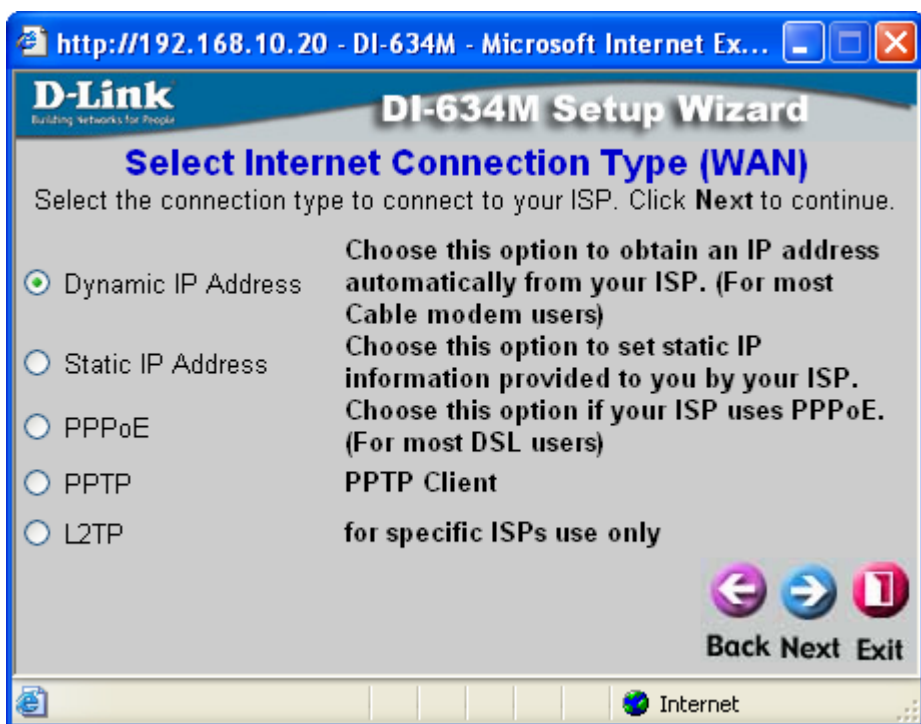 http://192.168.10.20 - DI-634M - Microsoft Internet Ex...
D-Link
Building Networks for People
DI-634M Setup Wizard
Select Internet Connection Type (WAN)
Select the connection type to connect to your ISP. Click Next to continue.
Dynamic IP Address
Choose this option to obtain an IP address
automatically from your ISP. (For most
Cable modem users)
Static IP Address
Choose this option to set static IP
information provided to you by your ISP.
PPPoE
Choose this option if your ISP uses PPPoE.
(For most DSL users)
PPTP
PPTP Client
L2TP
for specific ISPs use only
Back Next Exit
Internet